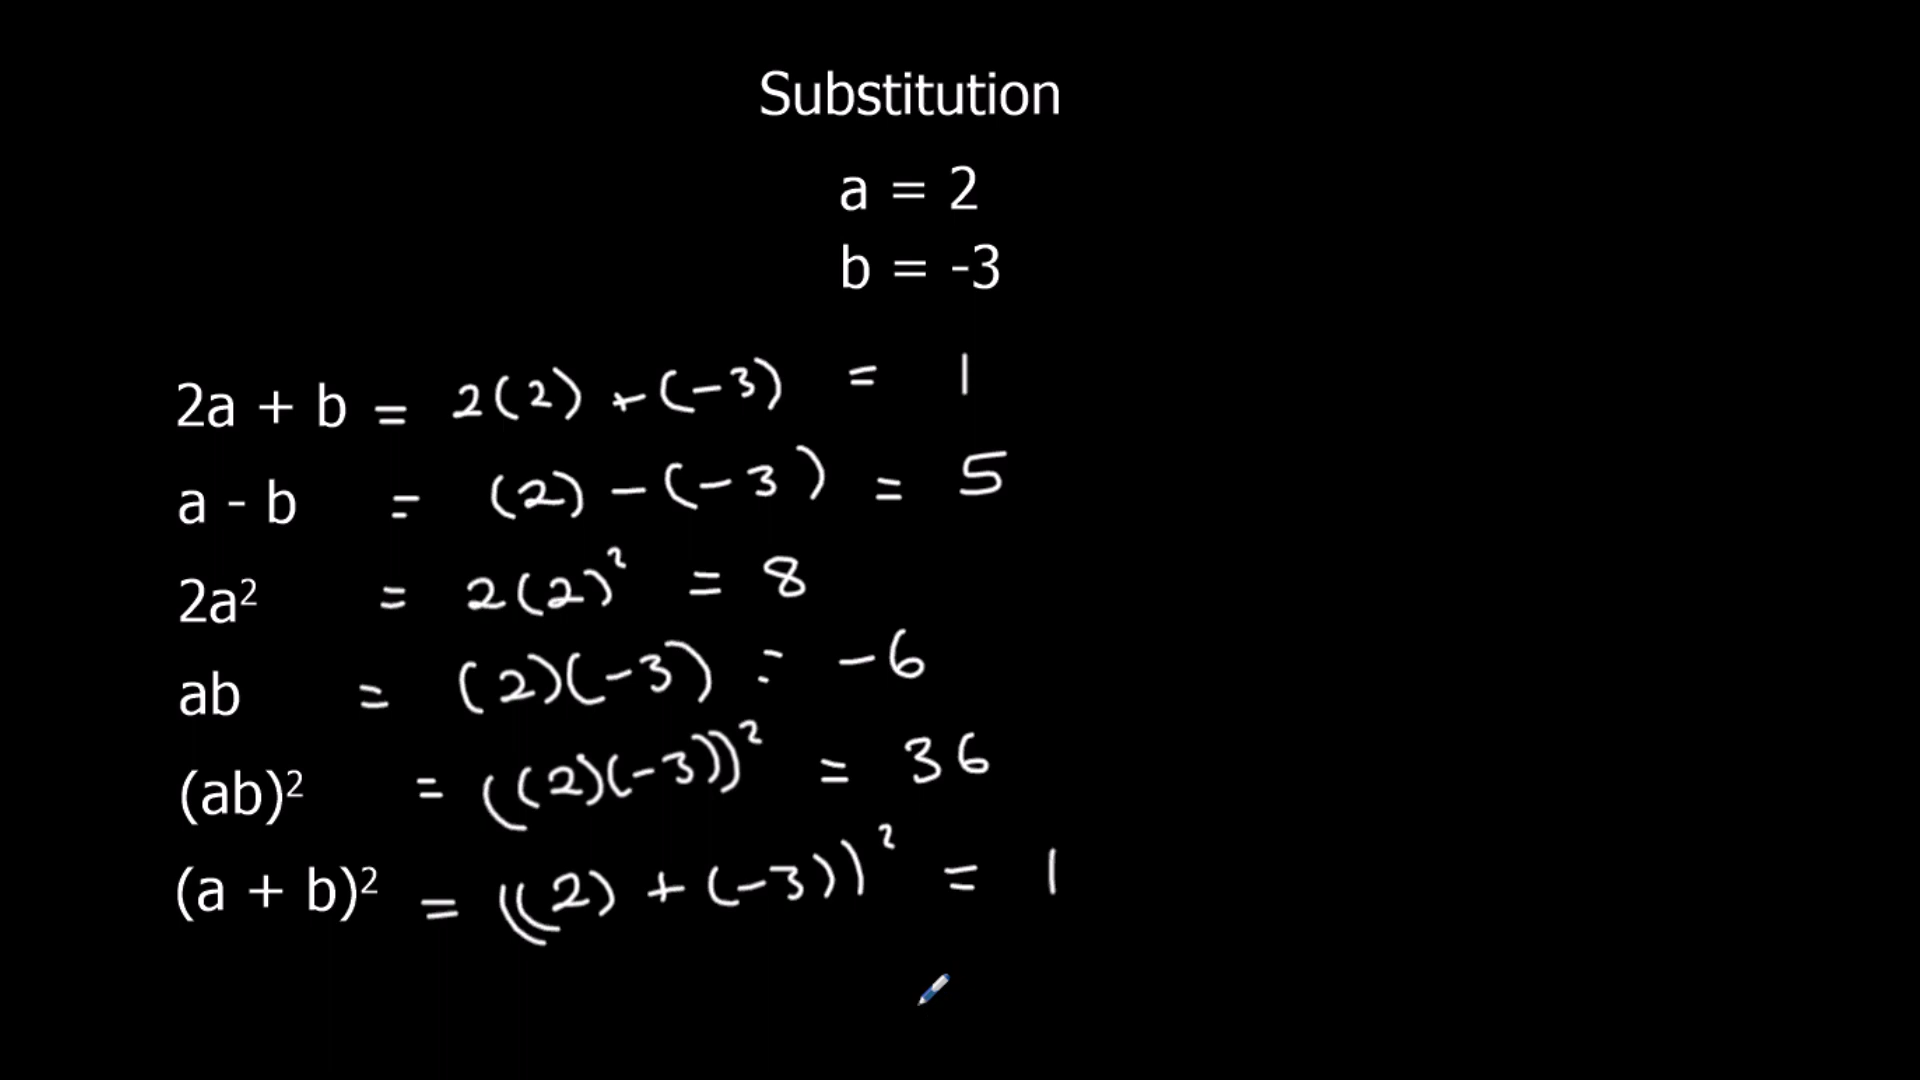 Substitution
a = 2
b = -3
2a + b = 2(2) + (-3) = 1
a - b = (2) - (-3) = 5
2a² = 2(2)² = 8
ab = (2)(-3) = -6
(ab)² = ((2)(-3))² = 36
(a + b)² = ((2) + (-3))² = 1